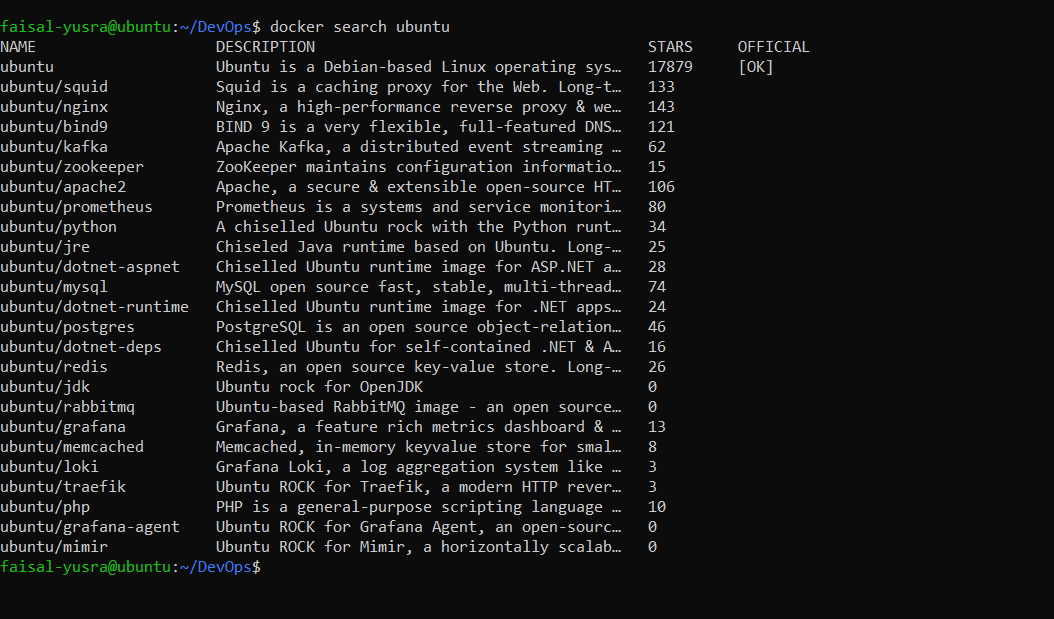 faisal-yusra@ubuntu:~/DevOps$ docker search ubuntu
NAME DESCRIPTION STARS OFFICIAL
ubuntu Ubuntu is a Debian-based Linux operating sys… 17879 [OK]
ubuntu/squid Squid is a caching proxy for the Web. Long-t… 133
ubuntu/nginx Nginx, a high-performance reverse proxy & we… 143
ubuntu/bind9 BIND 9 is a very flexible, full-featured DNS… 121
ubuntu/kafka Apache Kafka, a distributed event streaming … 62
ubuntu/zookeeper ZooKeeper maintains configuration informatio… 15
ubuntu/apache2 Apache, a secure & extensible open-source HT… 106
ubuntu/prometheus Prometheus is a systems and service monitori… 80
ubuntu/python A chiselled Ubuntu rock with the Python runt… 34
ubuntu/jre Chiseled Java runtime based on Ubuntu. Long-… 25
ubuntu/dotnet-aspnet Chiselled Ubuntu runtime image for ASP.NET a… 28
ubuntu/mysql MySQL open source fast, stable, multi-thread… 74
ubuntu/dotnet-runtime Chiselled Ubuntu runtime image for .NET apps… 24
ubuntu/postgres PostgreSQL is an open source object-relation… 46
ubuntu/dotnet-deps Chiselled Ubuntu for self-contained .NET & A… 16
ubuntu/redis Redis, an open source key-value store. Long-… 26
ubuntu/jdk Ubuntu rock for OpenJDK 0
ubuntu/rabbitmq Ubuntu-based RabbitMQ image - an open source… 0
ubuntu/grafana Grafana, a feature rich metrics dashboard & … 13
ubuntu/memcached Memcached, in-memory keyvalue store for smal… 8
ubuntu/loki Grafana Loki, a log aggregation system like … 3
ubuntu/traefik Ubuntu ROCK for Traefik, a modern HTTP rever… 3
ubuntu/php PHP is a general-purpose scripting language … 10
ubuntu/grafana-agent Ubuntu ROCK for Grafana Agent, an open-sourc… 0
ubuntu/mimir Ubuntu ROCK for Mimir, a horizontally scalab… 0
faisal-yusra@ubuntu:~/DevOps$